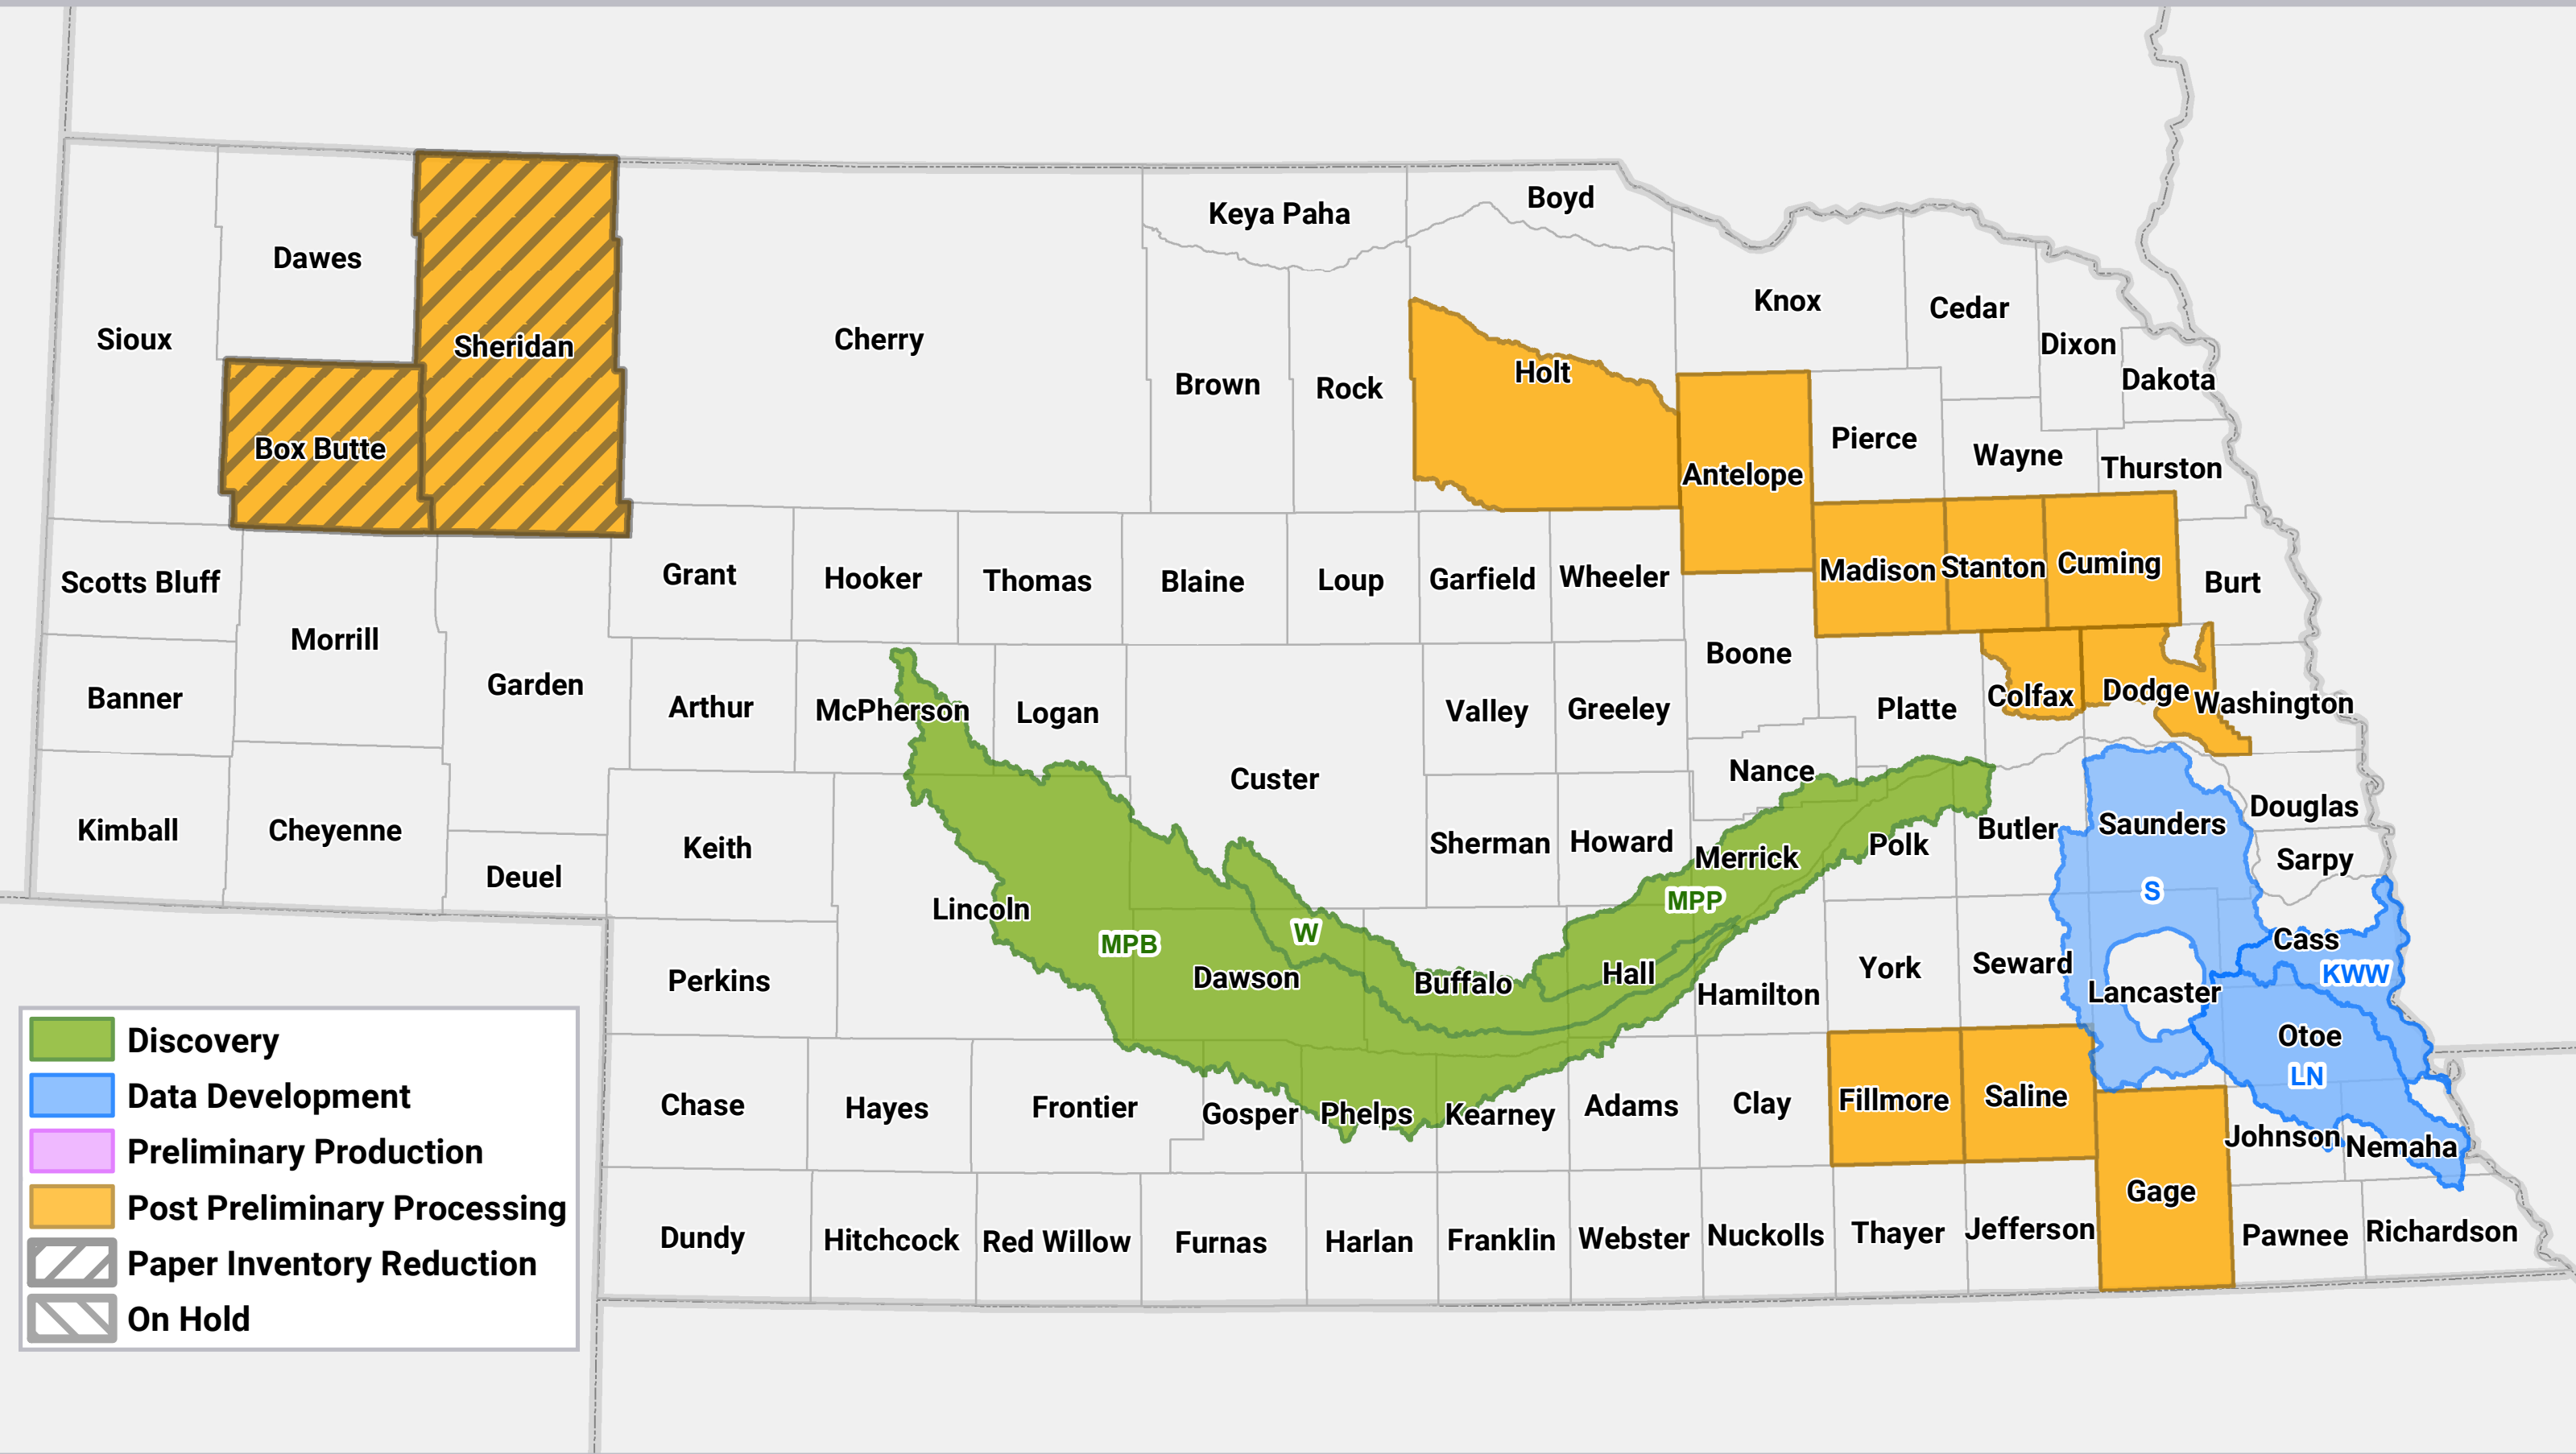 Keya Paha
Boyd
Dawes
Knox
Cedar
Sioux
Sheridan
Cherry
Dixon
Holt
Brown
Rock
Dakota
Box Butte
Antelope
Pierce
Wayne
Thurston
Scotts Bluff
Grant
Hooker
Thomas
Blaine
Loup
Garfield
Wheeler
Madison
Stanton
Cuming
Burt
Morrill
Boone
Banner
Garden
Arthur
McPherson
Logan
Valley
Greeley
Platte
Colfax
Dodge
Washington
Custer
Nance
Kimball
Cheyenne
Keith
Sherman
Howard
Merrick
Polk
Butler
Saunders
Douglas
Deuel
Sarpy
Lincoln
MPB
W
MPP
S
Cass
Perkins
Dawson
Buffalo
Hall
Hamilton
York
Seward
Lancaster
KWW
Otoe
LN
Chase
Hayes
Frontier
Gosper
Phelps
Kearney
Adams
Clay
Fillmore
Saline
Johnson
Nemaha
Gage
Dundy
Hitchcock
Red Willow
Furnas
Harlan
Franklin
Webster
Nuckolls
Thayer
Jefferson
Pawnee
Richardson
Discovery
Data Development
Preliminary Production
Post Preliminary Processing
Paper Inventory Reduction
On Hold